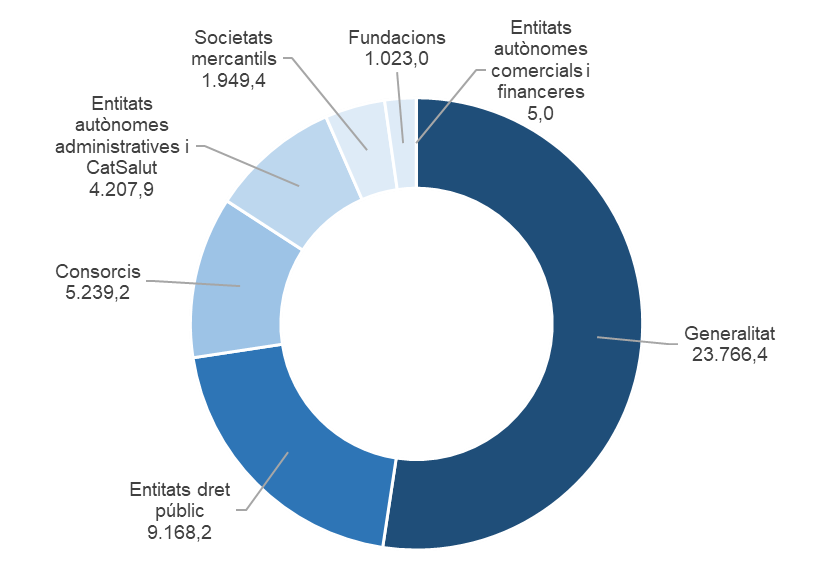 Entitats
autònomes
comercials i
financeres
5,0
Fundacions
1.023,0
Societats
mercantils
1.949,4
Entitats
autònomes
administratives i
CatSalut
4.207,9
Consorcis
5.239,2
Generalitat
23.766,4
Entitats dret
públic
9.168,2